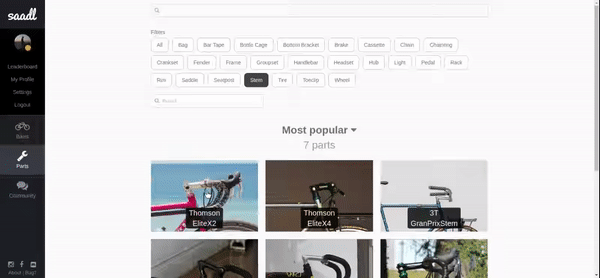 saadl
Leaderboard
My Profile
Settings
Logout
Bikes
Parts
Community
About | Bug?
Filters
All
Bag
Bar Tape
Bottle Cage
Bottom Bracket
Brake
Cassette
Chain
Chainring
Crankset
Fender
Frame
Groupset
Handlebar
Headset
Hub
Light
Pedal
Rack
Rim
Saddle
Seatpost
Stem
Tire
Toeclip
Wheel
Brand
Most popular
7 parts
Thomson
EliteX2
Thomson
EliteX4
3T
GranPrixStem